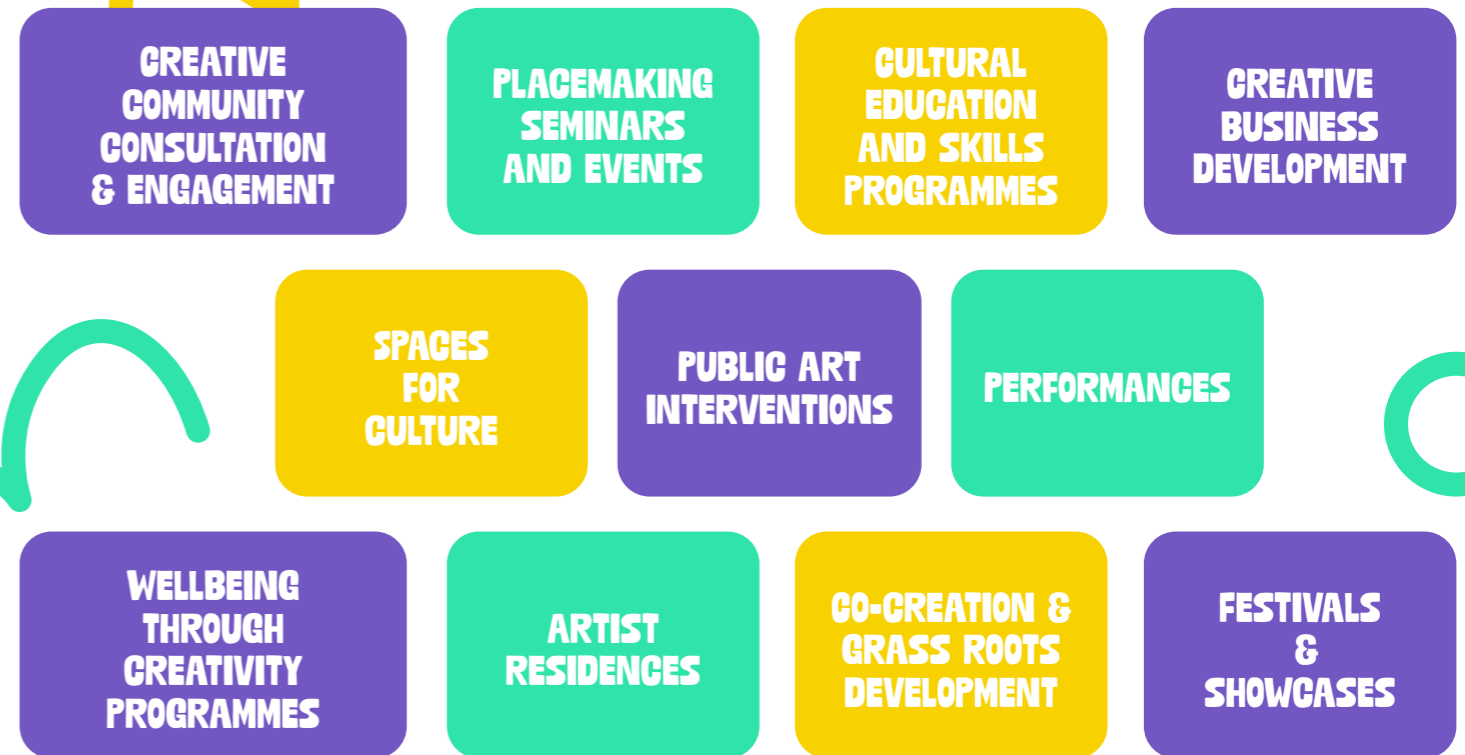 CREATIVE
COMMUNITY
CONSULTATION
& ENGAGEMENT
PLACEMAKING
SEMINARS
AND EVENTS
CULTURAL
EDUCATION
AND SKILLS
PROGRAMMES
CREATIVE
BUSINESS
DEVELOPMENT
SPACES
FOR
CULTURE
PUBLIC ART
INTERVENTIONS
PERFORMANCES
WELLBEING
THROUGH
CREATIVITY
PROGRAMMES
ARTIST
RESIDENCES
CO-CREATION &
GRASS ROOTS
DEVELOPMENT
FESTIVALS
&
SHOWCASES